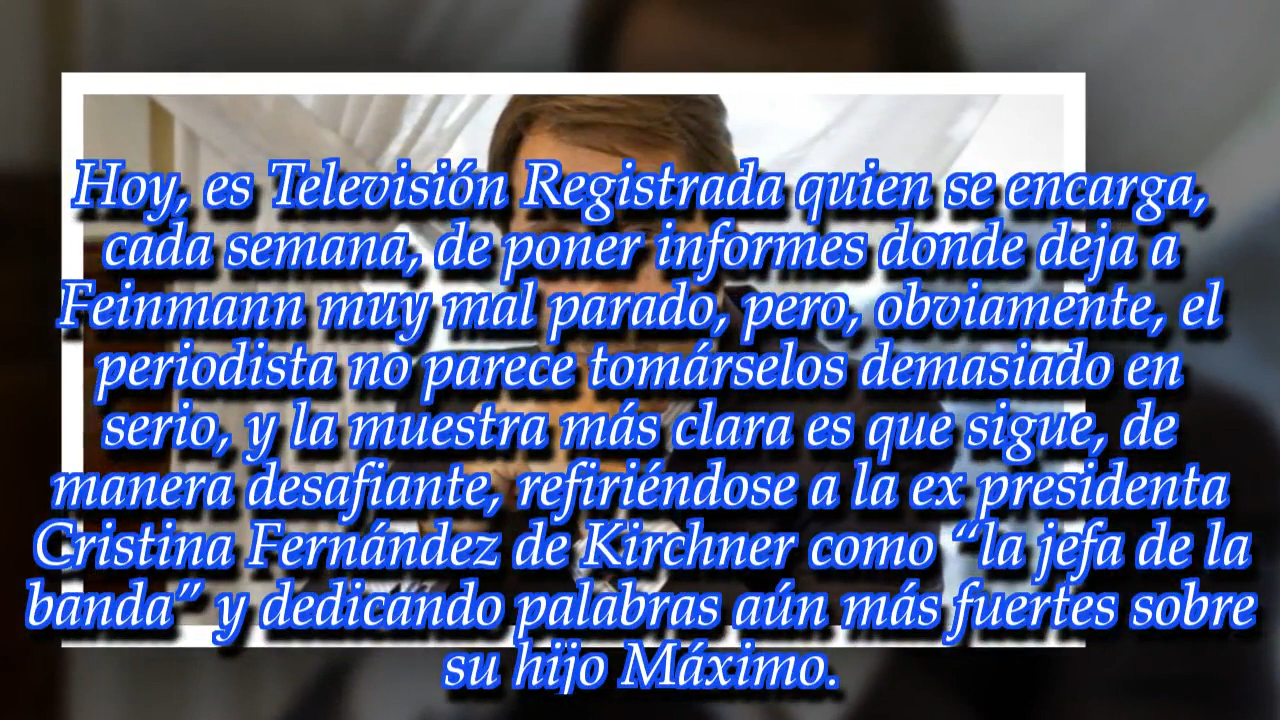 Hoy, es Televisión Registrada quien se encarga,
cada semana, de poner informes donde deja a
Feinmann muy mal parado, pero, obviamente, el
periodista no parece tomárselos demasiado en
serio, y la muestra más clara es que sigue, de
manera desafiante, refiriéndose a la ex presidenta
Cristina Fernández de Kirchner como “la jefa de la
banda” y dedicando palabras aún más fuertes sobre
su hijo Máximo.